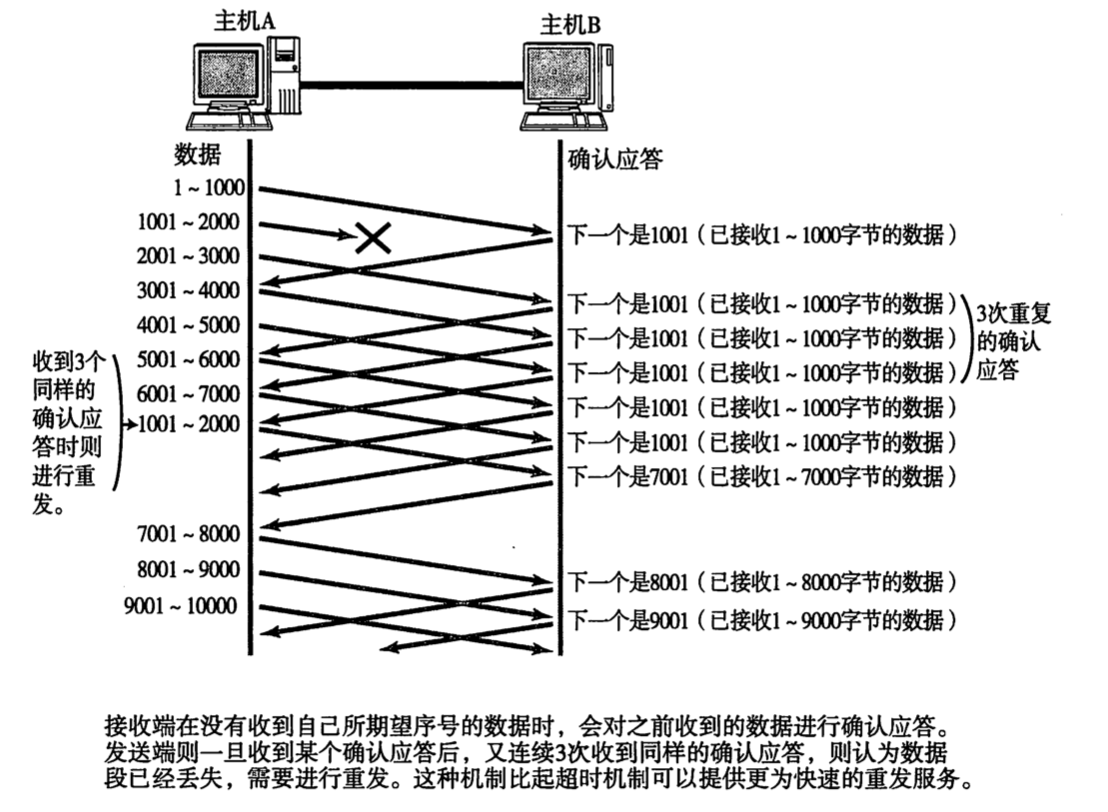 主机A
主机B
数据
确认应答
1~1000
1001~2000
下一个是1001（已接收1~1000字节的数据）
2001~3000
3001~4000
下一个是1001（已接收1~1000字节的数据）
4001~5000
下一个是1001（已接收1~1000字节的数据）
5001~6000
下一个是1001（已接收1~1000字节的数据）
6001~7000
下一个是1001（已接收1~1000字节的数据）
1001~2000
下一个是1001（已接收1~1000字节的数据）
下一个是7001（已接收1~7000字节的数据）
3次重复
的确认
应答
收到3个
同样的
确认应
答时则
进行重
发。
7001~8000
8001~9000
下一个是8001（已接收1~8000字节的数据）
9001~10000
下一个是9001（已接收1~9000字节的数据）
接收端在没有收到自己所期望序号的数据时，会对之前收到的数据进行确认应答。
发送端则一旦收到某个确认应答后，又连续3次收到同样的确认应答，则认为数据
段已经丢失，需要进行重发。这种机制比起超时机制可以提供更为快速的重发服务。